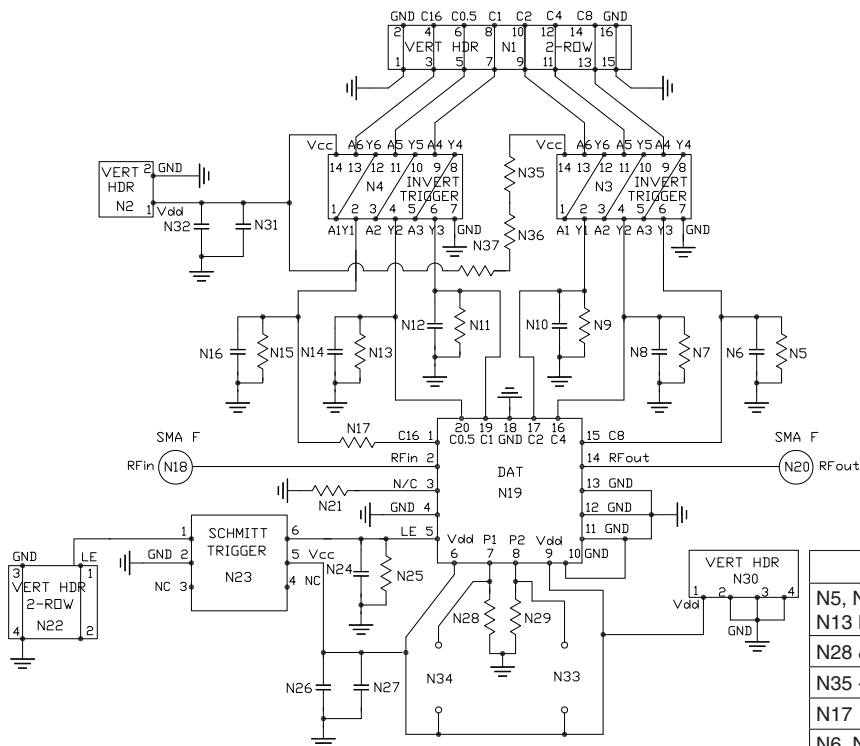 GND C16 C0.5 C1 C2 C4 C8 GND
2 4 6 8 10 12 14 16
VERT HDR N1 2-ROW
1 3 5 7 9 11 13 15
Vcc A6 Y6 A5 Y5 A4 Y4
14 13 12 11 10 9 8
N4 INVERT TRIGGER
1 2 3 4 5 6 7
A1 Y1 A2 Y2 A3 Y3 GND
R35
R36
N37
Vcc A6 Y6 A5 Y5 A4 Y4
14 13 12 11 10 9 8
N3 INVERT TRIGGER
1 2 3 4 5 6 7
A1 Y1 A2 Y2 A3 Y3 GND
VERT HDR N2
2 GND
1 Vdd
N32 N31
N16 N15 N14 N13 N12 N11 N10 N9 N8 N7 N6 N5
N17
20 19 18 17 16
C0.5 C1 GND C2 C4
C16 1
15 C8
SMA F
RFin N18
RFin 2
DAT
N19
14 RFout
SMA F
N20 RFout
N21
N/C 3
13 GND
GND 4
12 GND
LE 5
11 GND
Vdd P1 P2 Vdd
6 7 8 9 10 GND
1 6
SCHMITT TRIGGER
GND 2
5 Vcc
NC 3
4 NC
N23
N24 N25
GND LE
3 1
VERT HDR 2-ROW
N22
4 2
N26 N27
N28 N29
N34 N33
VERT HDR
N30
1 2 3 4
Vdd
GND
N5, N
N13
N28 &
N35
N17
N6, N